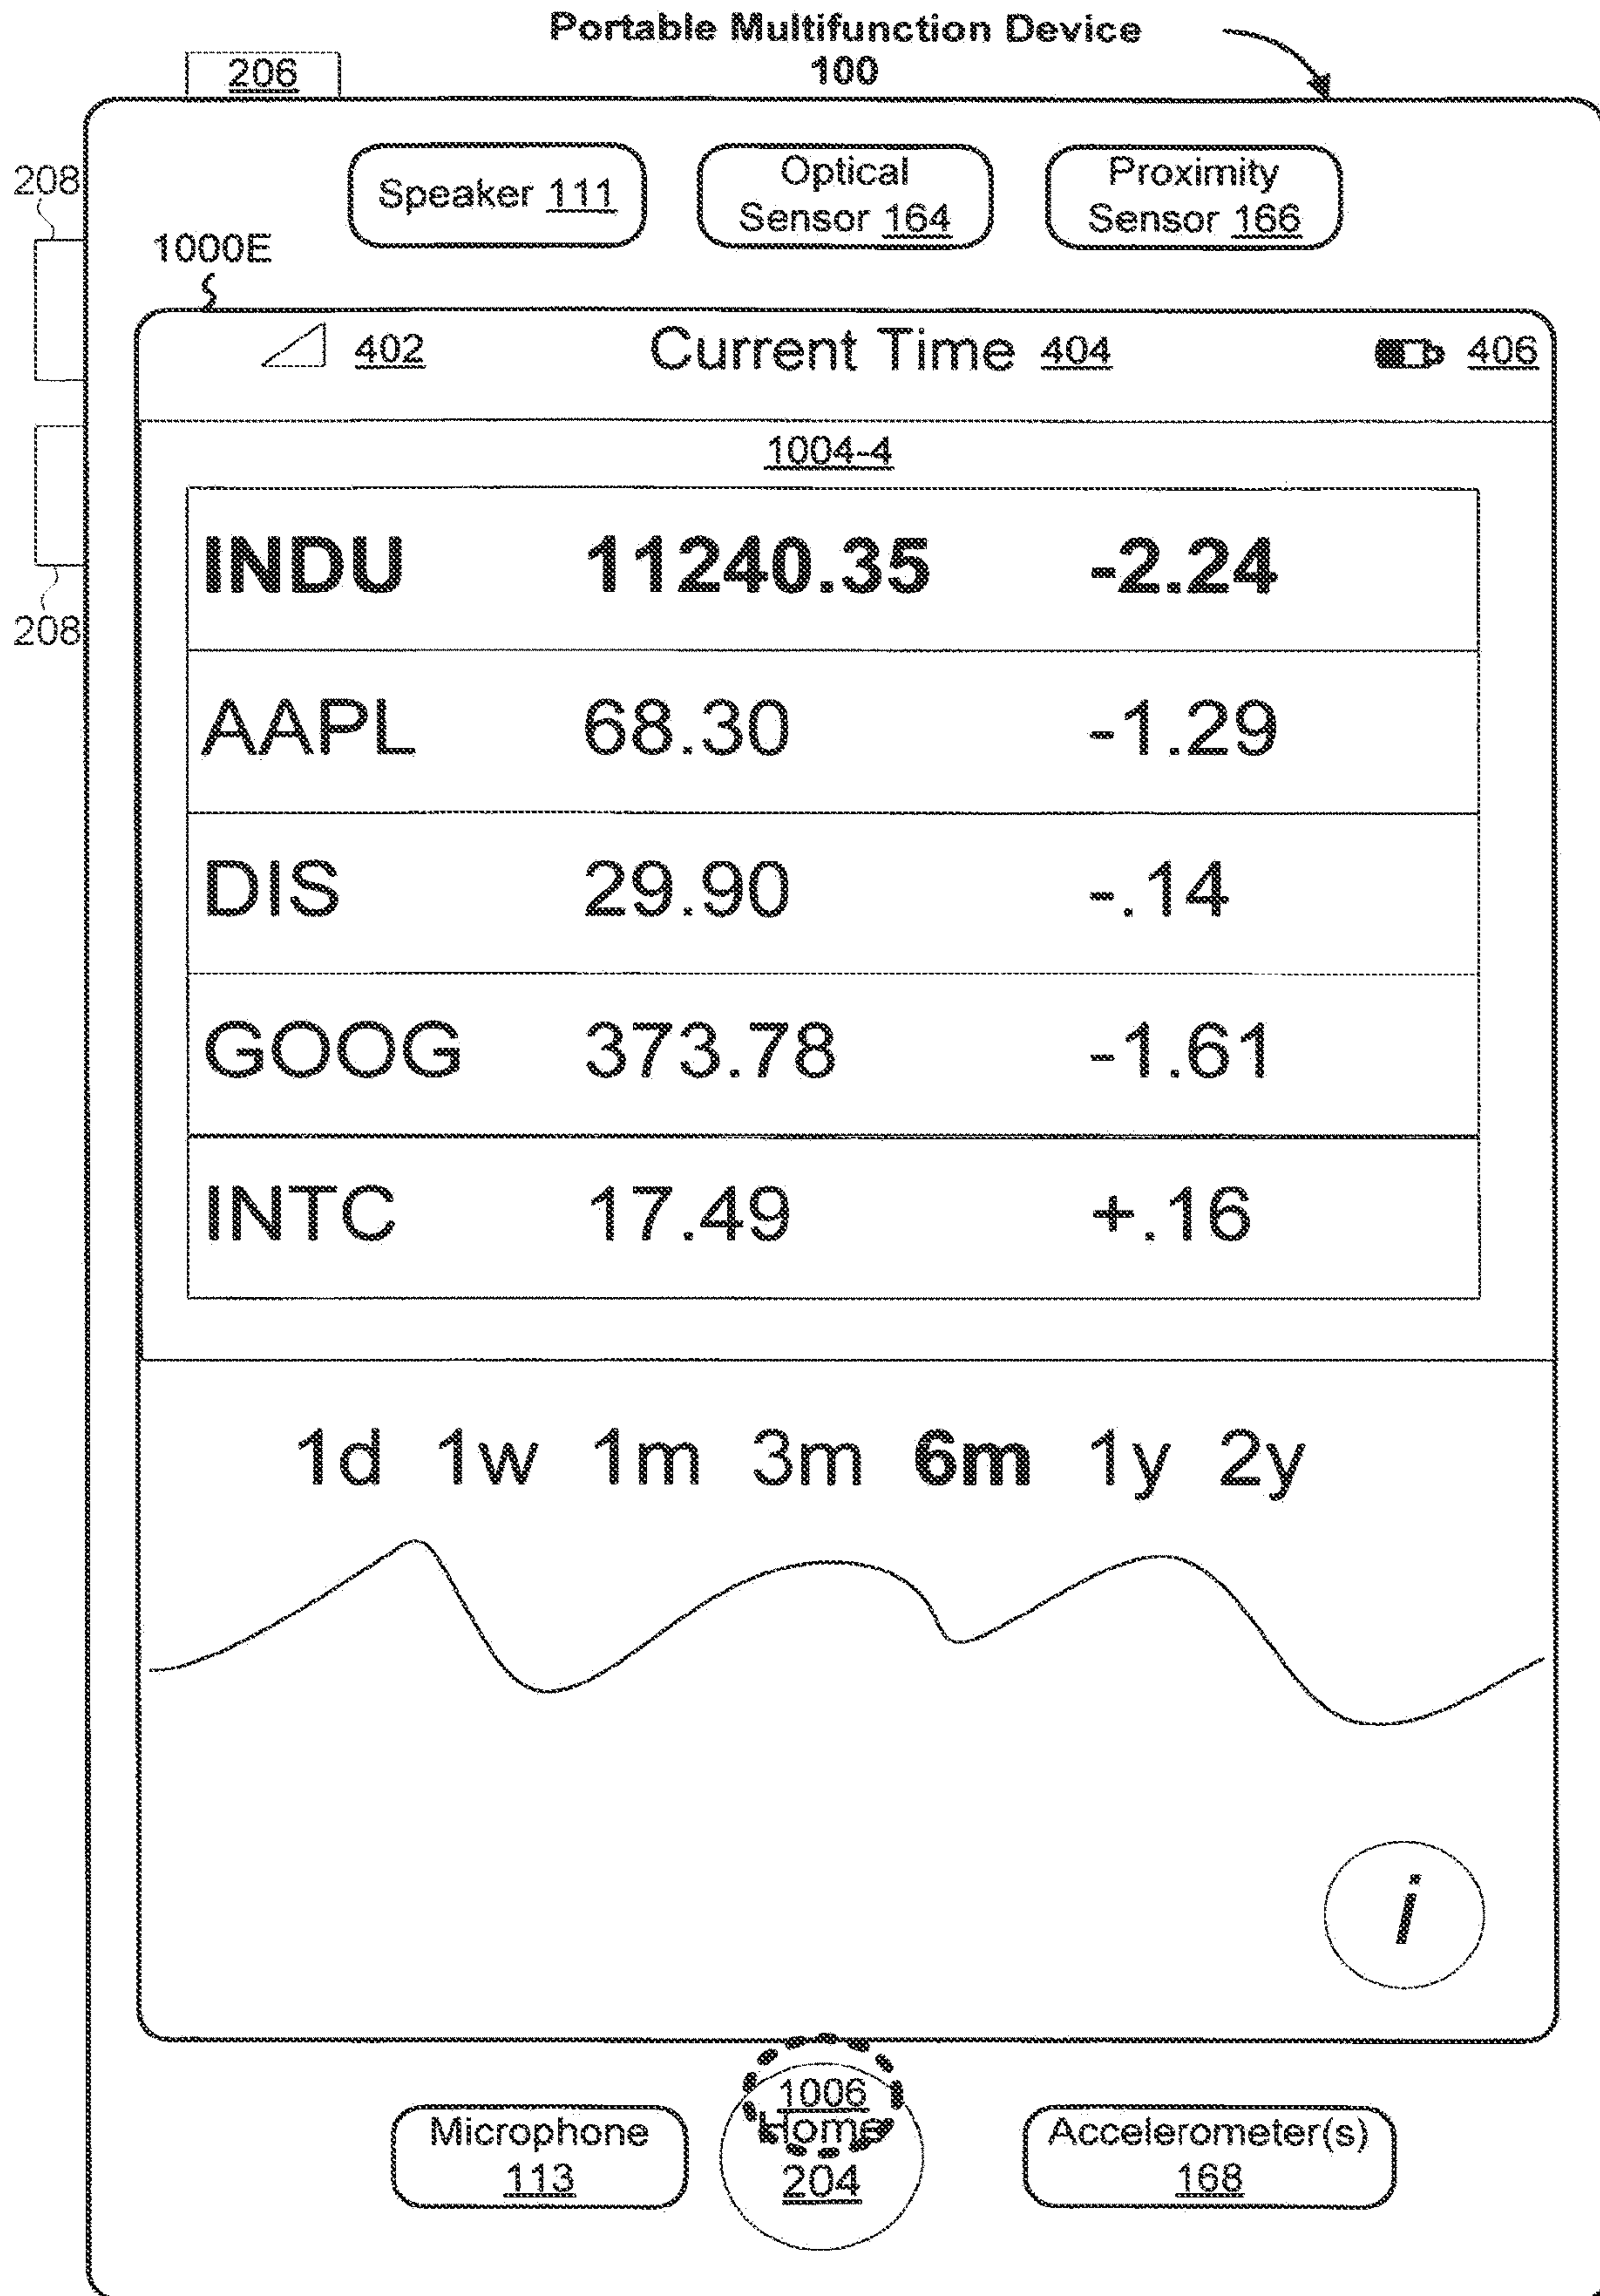 Portable Multifunction Device
100
206
208
Speaker 111
Optical
Sensor 164
Proximity
Sensor 166
1000E
402
Current Time 404
406
1004-4
INDU 11240.35 -2.24
208
AAPL 68.30 -1.29
DIS 29.90 -.14
GOOG 373.78 -1.61
INTC 17.49 +.16
1d 1w 1m 3m 6m 1y 2y
i
1006
Microphone
113
Home
204
Accelerometer(s)
168